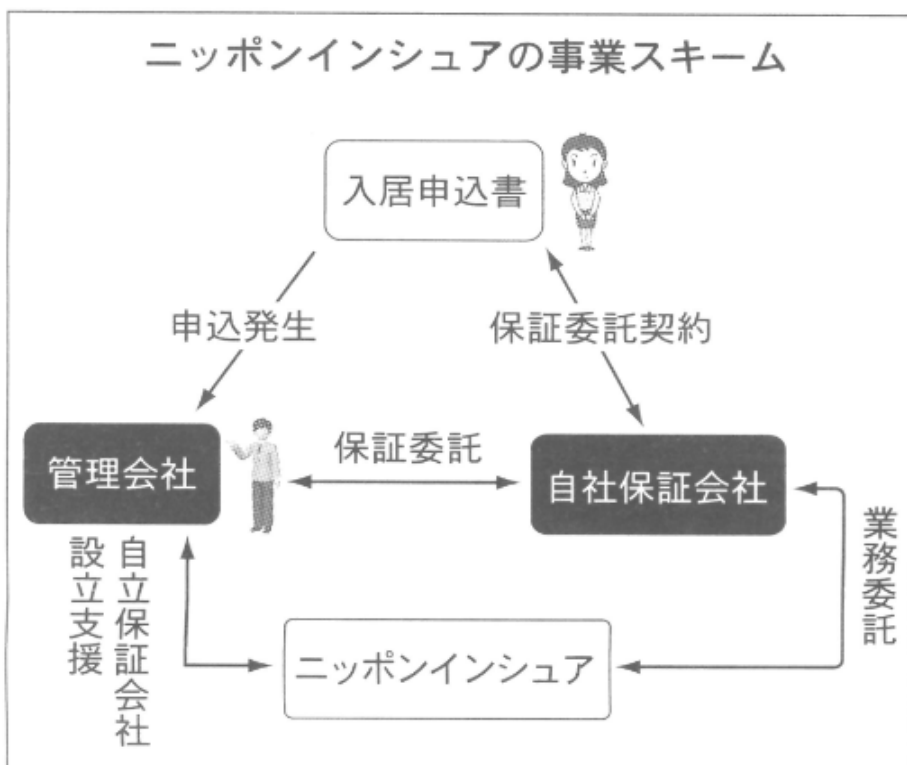 ニッポンインシュアの事業スキーム
入居申込書
申込発生
保証委託契約
管理会社
保証委託
自社保証会社
自立保証会社
設立支援
業務委託
ニッポンインシュア